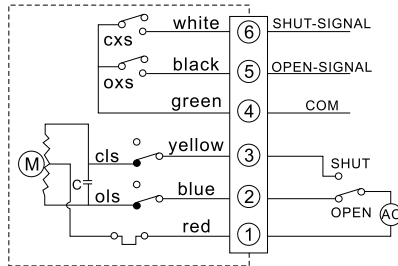 white 6 SHUT-SIGNAL
cxs
black 5 OPEN-SIGNAL
oxs
green 4 COM
yellow 3
cls SHUT
M
C
ols blue 2
OPEN AC
red 1